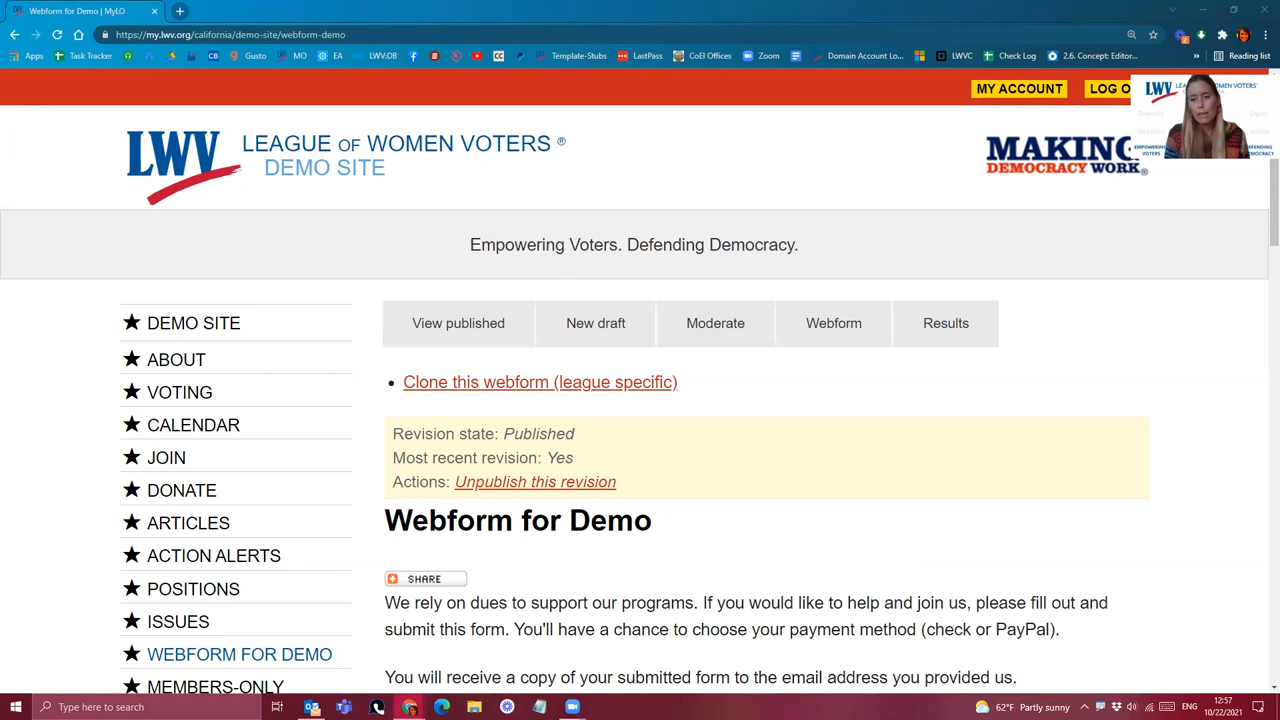 Webform for Demo | MyLO
https://my.lwv.org/california/demo-site/webform-demo
Apps Task Tracker CB Gusto MO EA LWV:DB CC Template-Stubs LastPass CoEI Offices Zoom Domain Account Lo... LWVC Check Log 2.6. Concept: Editor... » Reading list
MY ACCOUNT LOG O
LWV LEAGUE OF WOMEN VOTERS ®
DEMO SITE
MAKING
DEMOCRACY WORK®
LWV
EMPOWERING VOTERS
DEFENDING DEMOCRACY
Empowering Voters. Defending Democracy.
DEMO SITE
ABOUT
VOTING
CALENDAR
JOIN
DONATE
ARTICLES
ACTION ALERTS
POSITIONS
ISSUES
WEBFORM FOR DEMO
MEMBERS-ONLY
View published New draft Moderate Webform Results
Clone this webform (league specific)
Revision state: Published
Most recent revision: Yes
Actions: Unpublish this revision
Webform for Demo
SHARE
We rely on dues to support our programs. If you would like to help and join us, please fill out and
submit this form. You'll have a chance to choose your payment method (check or PayPal).
You will receive a copy of your submitted form to the email address you provided us.
Type here to search
62°F Partly sunny
12:57
10/22/2021